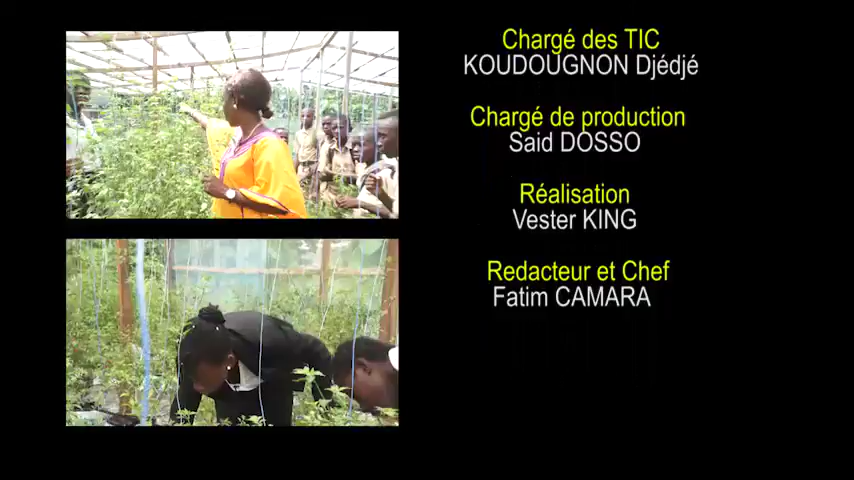 Chargé des TIC
KOUDOUGNON Djédjé
Chargé de production
Said DOSSO
Réalisation
Vester KING
Redacteur et Chef
Fatim CAMARA